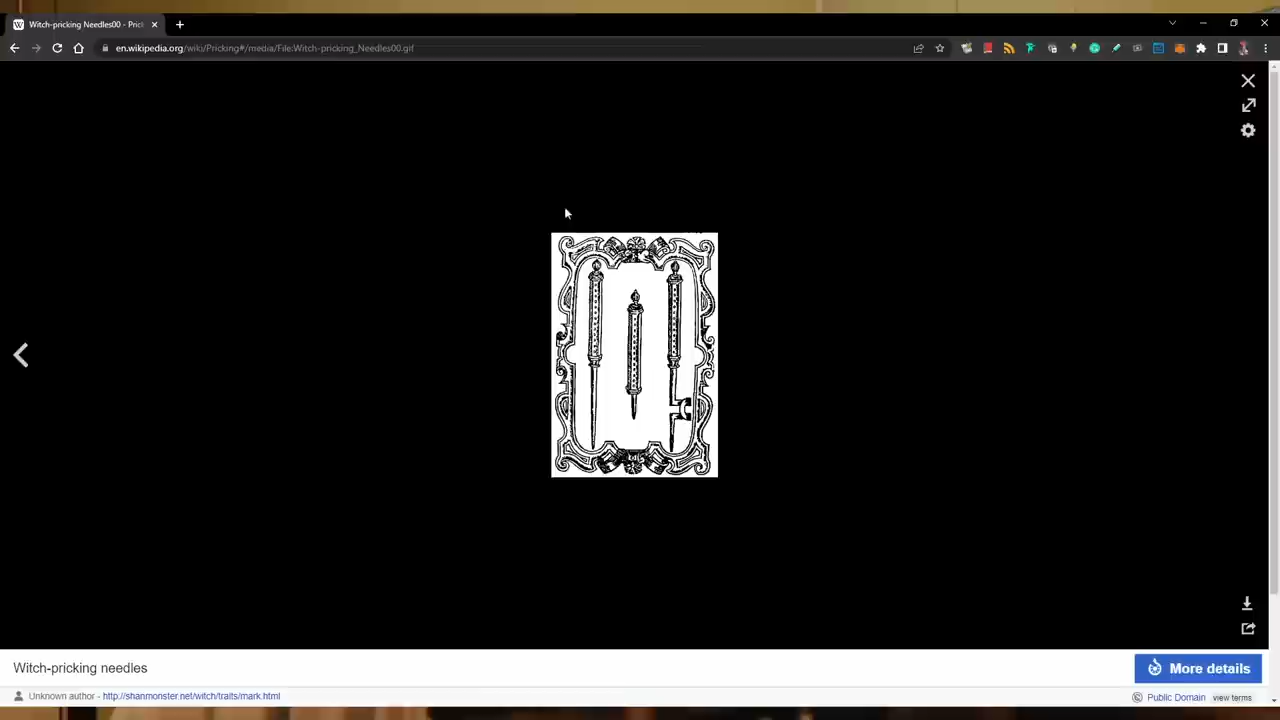 Witch-pricking Needles00 - Prick
en.wikipedia.org/wiki/Pricking#/media/File:Witch-pricking_Needles00.gif
Witch-pricking needles
More details
Unknown author - http://shanmonster.net/witch/traits/mark.html
Public Domain view terms